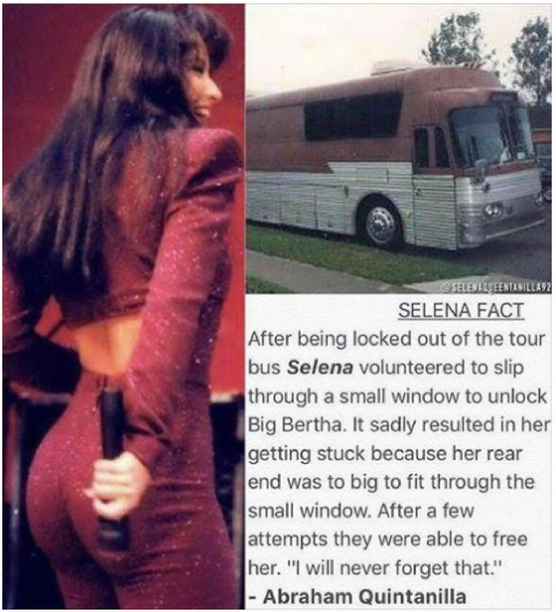 @SELENAQUEENTANILLA92
SELENA FACT
After being locked out of the tour
bus Selena volunteered to slip
through a small window to unlock
Big Bertha. It sadly resulted in her
getting stuck because her rear
end was to big to fit through the
small window. After a few
attempts they were able to free
her. "I will never forget that."
- Abraham Quintanilla